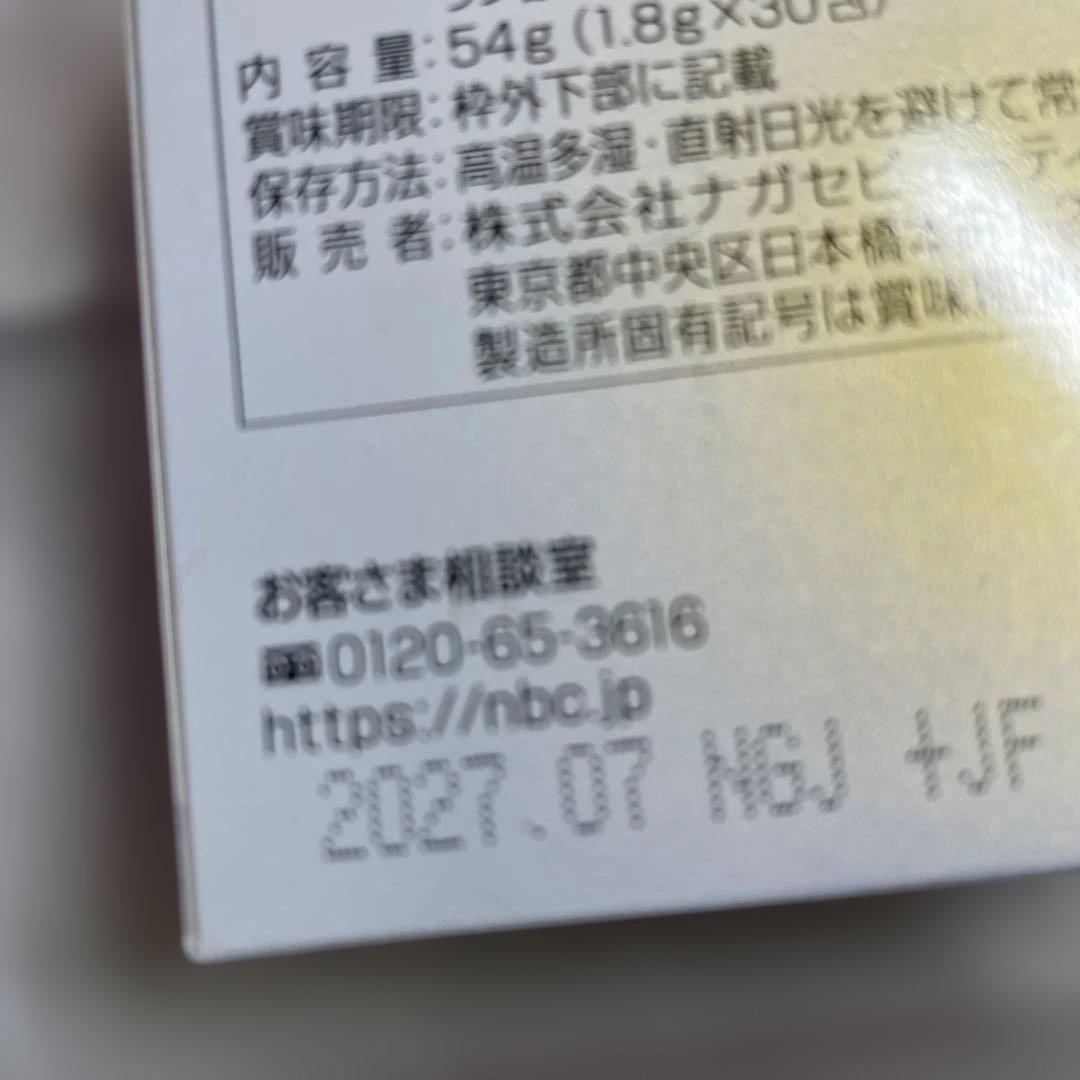 内容量:54g(1.8g×30包)
賞味期限:枠外下部に記載
保存方法:高温多湿・直射日光を避けて常
販売者:株式会社ナガセビ
東京都中央区日本橋
製造所固有記号は賞味
お客さま相談室
0120-65-3616
https://nbc.jp
2027.07 NGJ +JF